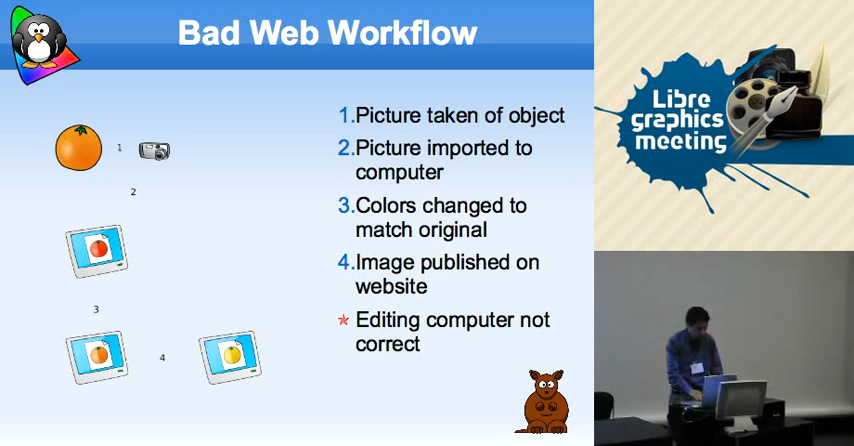 Bad Web Workflow
1.Picture taken of object
2.Picture imported to
computer
3.Colors changed to
match original
4.Image published on
website
Editing computer not
correct
1
2
3
4
Libre
graphics
meeting